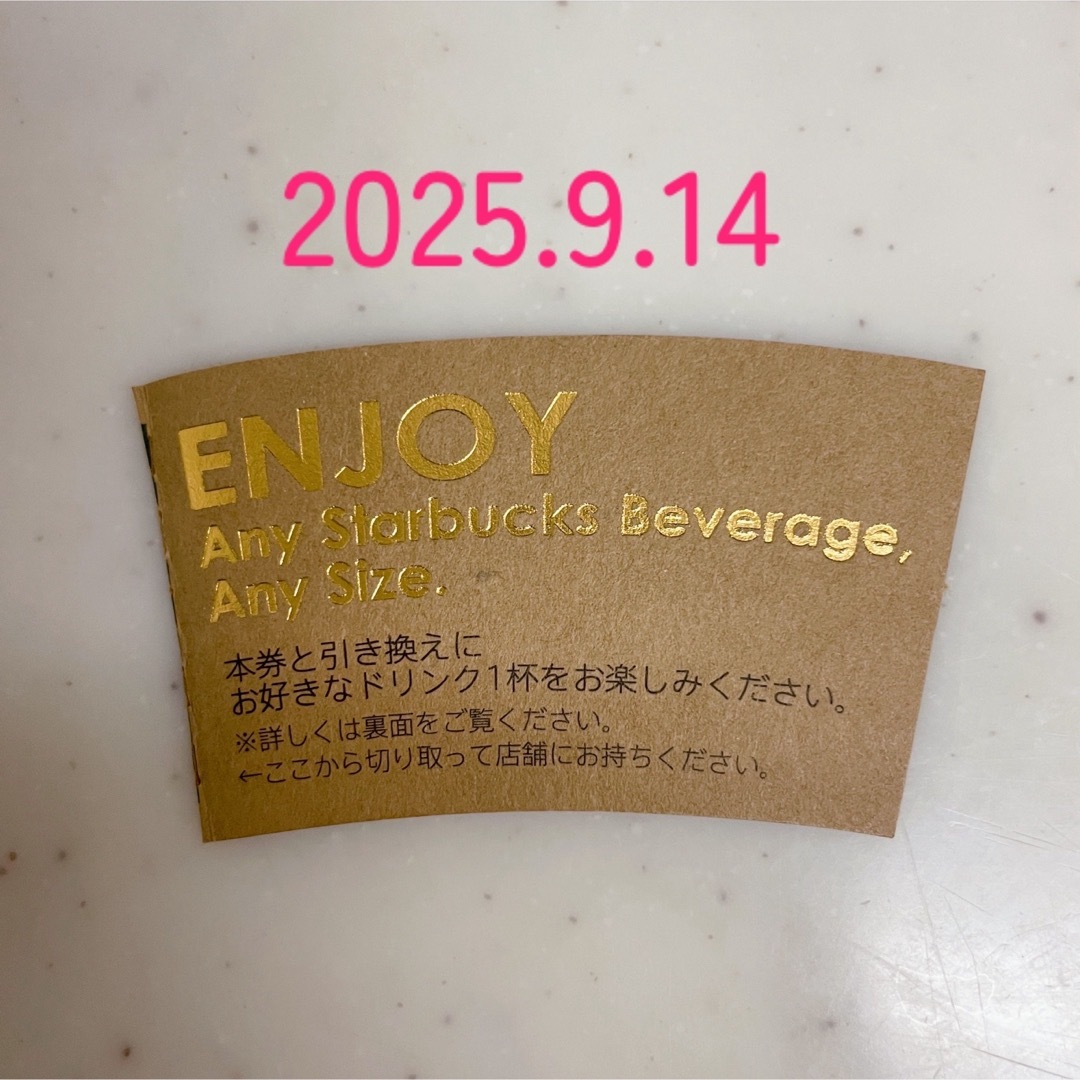 2025.9.14
ENJOY
Any Starbucks Beverage,
Any Size.
本券と引き換えに
お好きなドリンク1杯をお楽しみください。
※詳しくは裏面をご覧ください。
←ここから切り取って店舗にお持ちください。